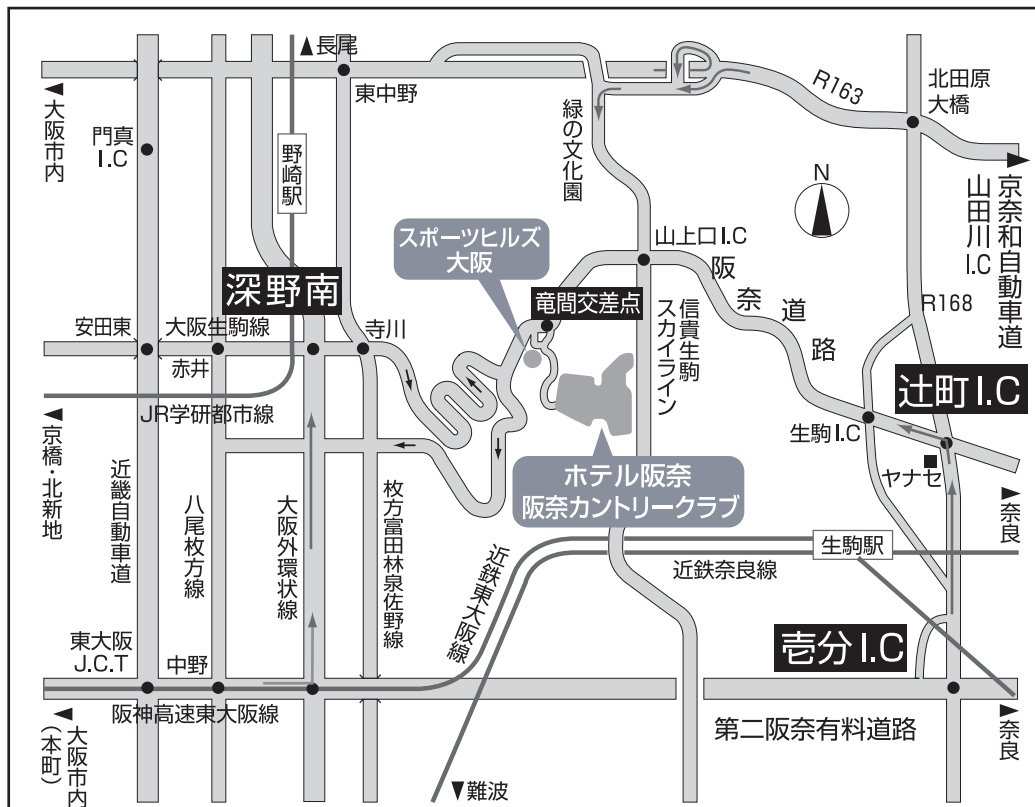 ▲長尾
東中野
R163
北田原
大橋
◀大阪市内
門真
I.C
野崎駅
緑の文化園
N
▶京奈和自動車道
山田川I.C
スポーツヒルズ
大阪
山上口I.C
阪奈道路
深野南
竜間交差点
信貴生駒
スカイライン
R168
安田東
大阪生駒線
寺川
赤井
辻町I.C
JR学研都市線
生駒I.C
ヤナセ
◀京橋・北新地
近畿自動車道
八尾枚方線
大阪外環状線
枚方富田林泉佐野線
ホテル阪奈
阪奈カントリークラブ
▶奈良
近鉄東大阪線
生駒駅
近鉄奈良線
東大阪
J.C.T
中野
壱分I.C
阪神高速東大阪線
第二阪奈有料道路
▶奈良
◀大阪市内
(本町)
▼難波